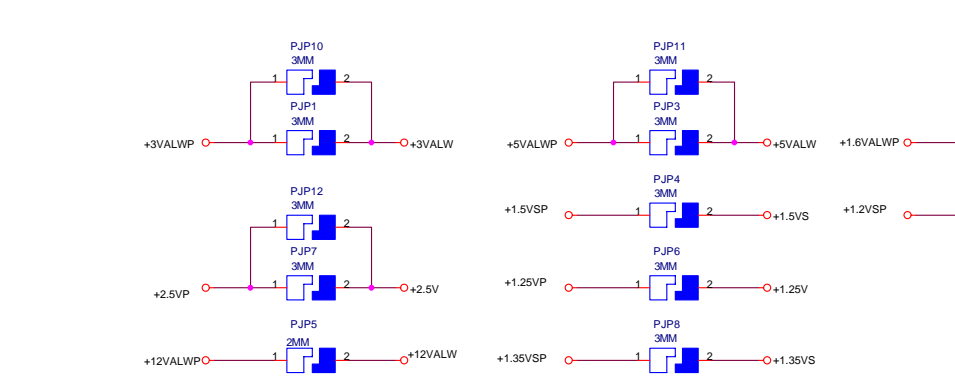 PJP10
3MM
1 2
PJP1
3MM
+3VALWP 1 2 +3VALW
PJP11
3MM
1 2
PJP3
3MM
+5VALWP 1 2 +5VALW
+1.6VALWP
PJP12
3MM
1 2
PJP7
3MM
+2.5VP 1 2 +2.5V
PJP4
3MM
+1.5VSP 1 2 +1.5VS
+1.2VSP
PJP6
3MM
+1.25VP 1 2 +1.25V
PJP5
2MM
+12VALWP 1 2 +12VALW
PJP8
3MM
+1.35VSP 1 2 +1.35VS